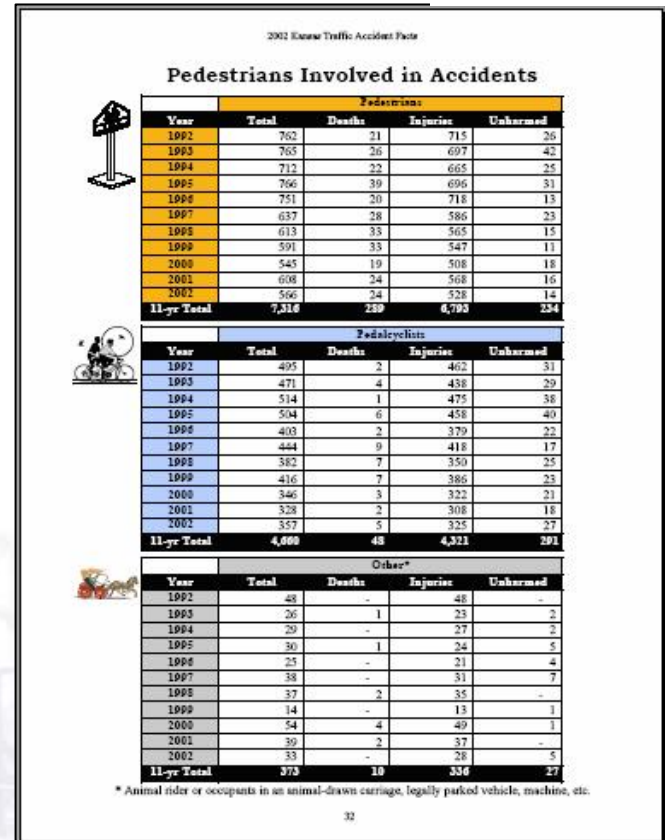 2002 Kansas Traffic Accident Facts
Pedestrians Involved in Accidents
Pedestrians
Year Total Deaths Injuries Unharmed
1992 762 21 715 26
1993 765 26 697 42
1994 712 22 665 25
1995 766 39 696 31
1996 751 20 718 13
1997 637 28 586 23
1998 613 33 565 15
1999 591 33 547 11
2000 545 19 508 18
2001 608 24 568 16
2002 566 24 528 14
11-yr Total 7,316 289 6,793 234
Pedalcyclists
Year Total Deaths Injuries Unharmed
1992 495 2 462 31
1993 471 4 438 29
1994 514 1 475 38
1995 504 6 458 40
1996 403 2 379 22
1997 444 9 418 17
1998 382 7 350 25
1999 416 7 386 23
2000 346 3 322 21
2001 328 2 308 18
2002 357 5 325 27
11-yr Total 4,660 48 4,321 291
Other*
Year Total Deaths Injuries Unharmed
1992 48 - 48 -
1993 26 1 23 2
1994 29 - 27 2
1995 30 1 24 5
1996 25 - 21 4
1997 38 - 31 7
1998 37 2 35 -
1999 14 - 13 1
2000 54 4 49 1
2001 39 2 37 -
2002 33 - 28 5
11-yr Total 373 10 336 27
* Animal rider or occupants in an animal-drawn carriage, legally parked vehicle, machine, etc.
32